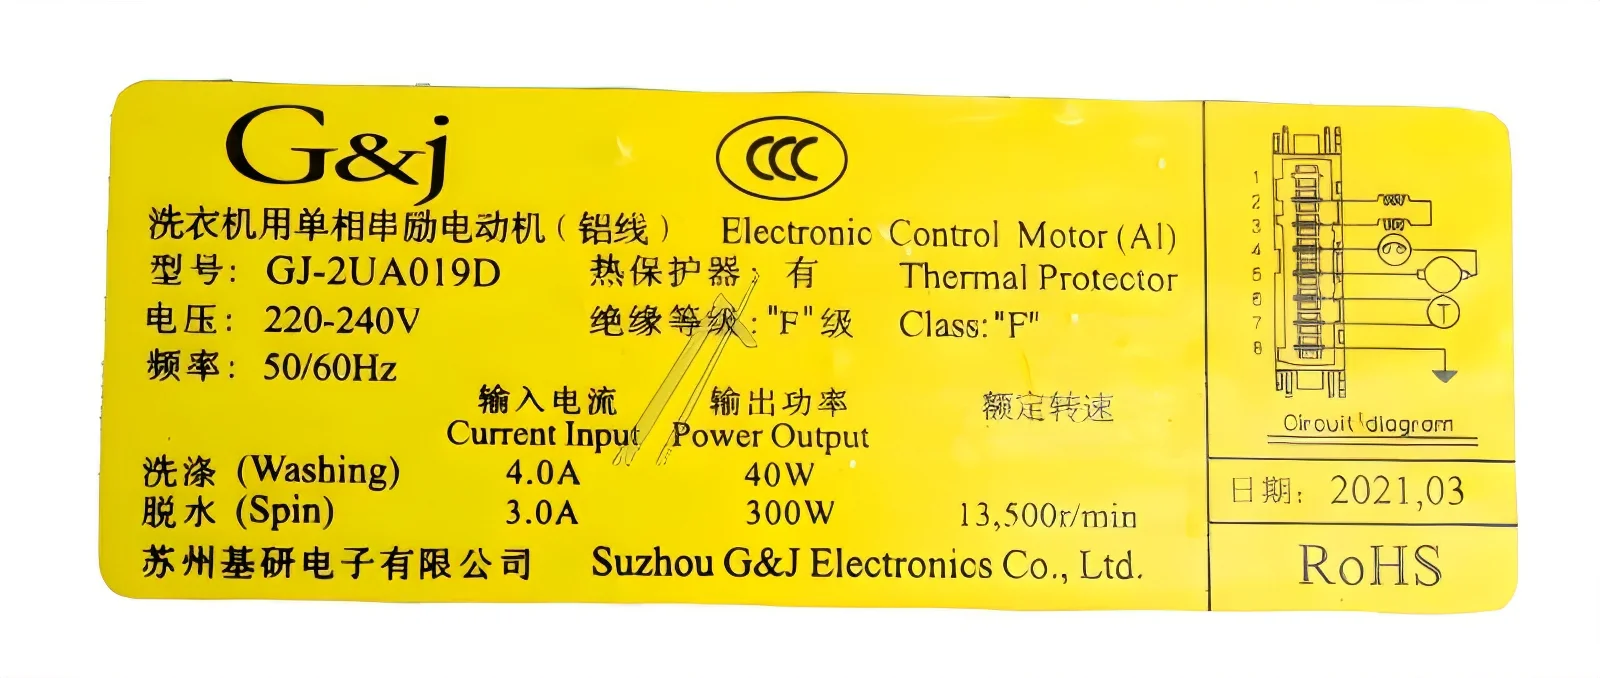 G&j
CCC
洗衣机用单相串励电动机（铝线） Electronic Control Motor (Al)
型号： GJ-2UA019D 热保护器：有 Thermal Protector
电压： 220-240V 绝缘等级："F"级 Class:"F"
频率： 50/60Hz
输入电流 输出功率 额定转速
Current Input Power Output
洗涤 (Washing) 4.0A 40W
脱水 (Spin) 3.0A 300W 13,500r/min
苏州基研电子有限公司 Suzhou G&J Electronics Co., Ltd.
1
2
3
4
5
6
7
8
T
Circuit diagram
日期： 2021,03
RoHS